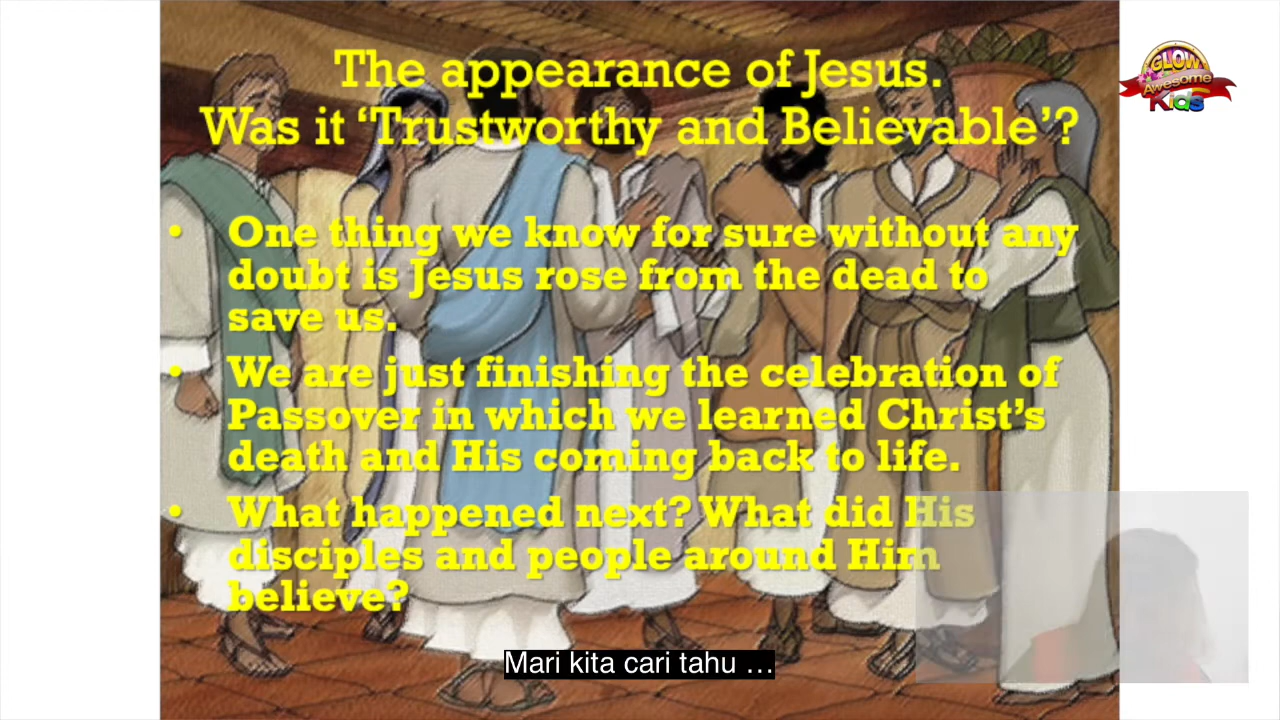 The appearance of Jesus.
Was it ‘Trustworthy and Believable’?
GLOW
Awesome
Kids
• One thing we know for sure without any
doubt is Jesus rose from the dead to
save us.
• We are just finishing the celebration of
Passover in which we learned Christ’s
death and His coming back to life.
• What happened next? What did His
disciples and people around Him
believe?
Mari kita cari tahu ...